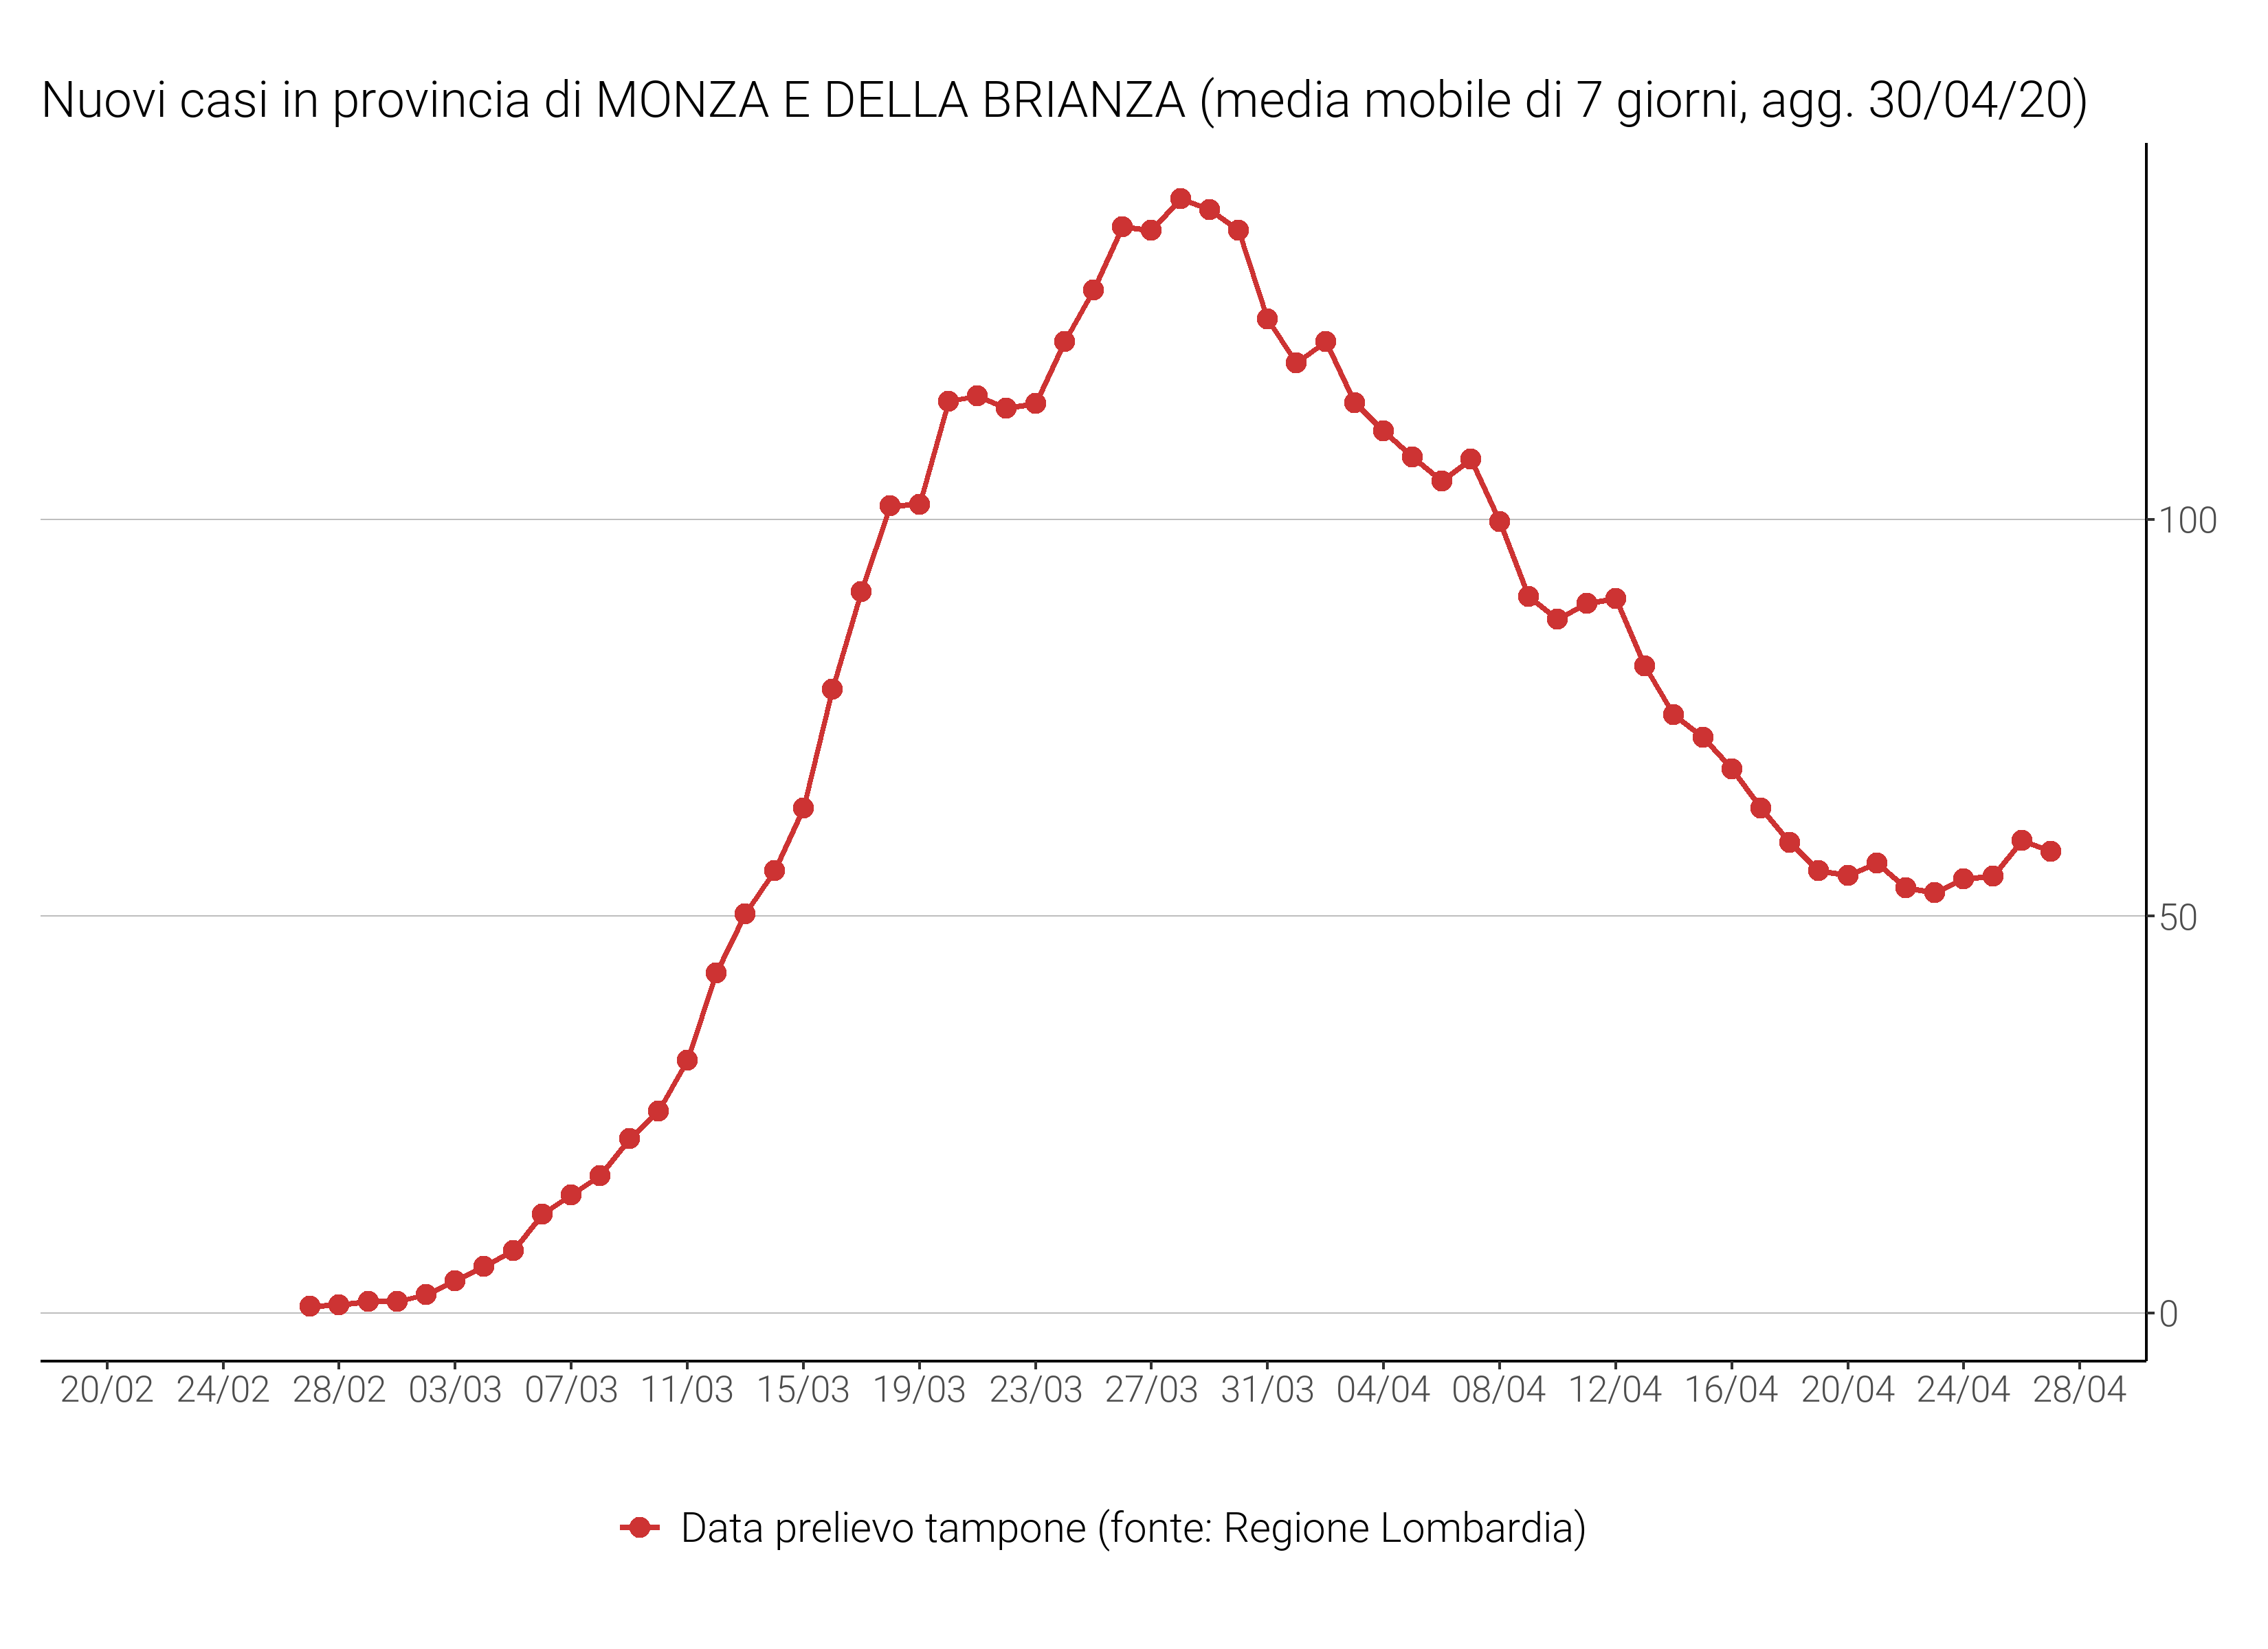 Nuovi casi in provincia di MONZA E DELLA BRIANZA (media mobile di 7 giorni, agg. 30/04/20)
100
50
0
20/02 24/02 28/02 03/03 07/03 11/03 15/03 19/03 23/03 27/03 31/03 04/04 08/04 12/04 16/04 20/04 24/04 28/04
Data prelievo tampone (fonte: Regione Lombardia)